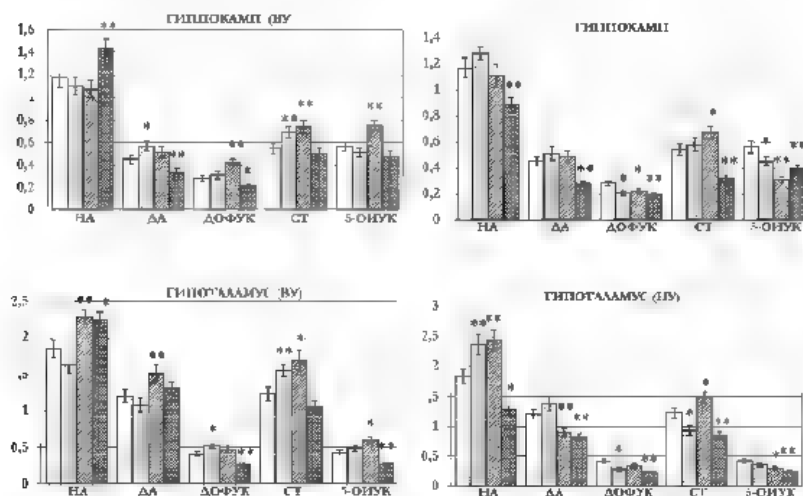 ГИППОКАМП (ВУ
1,6
1,4
1,2
1
0,8
0,6
0,4
0,2
0
** * ** ** * ** ** **
НА ДА ДОФУК СТ 5-ОИУК
ГИППОКАМП
1,4
1,2
1
0,8
0,6
0,4
0,2
0
** ** * * ** * ** * ** **
НА ДА ДОФУК СТ 5-ОИУК
ГИПОТАЛАМУС (ВУ)
2,5
2
1
0,5
0
** * ** * ** ** * * **
НА ДА ДОФУК СТ 5-ОИУК
ГИПОТАЛАМУС (НУ)
3
2,5
2
1,5
1
0,5
0
** ** * ** ** * ** * * ** * **
НА ДА ДОФУК СТ 5-ОИУК